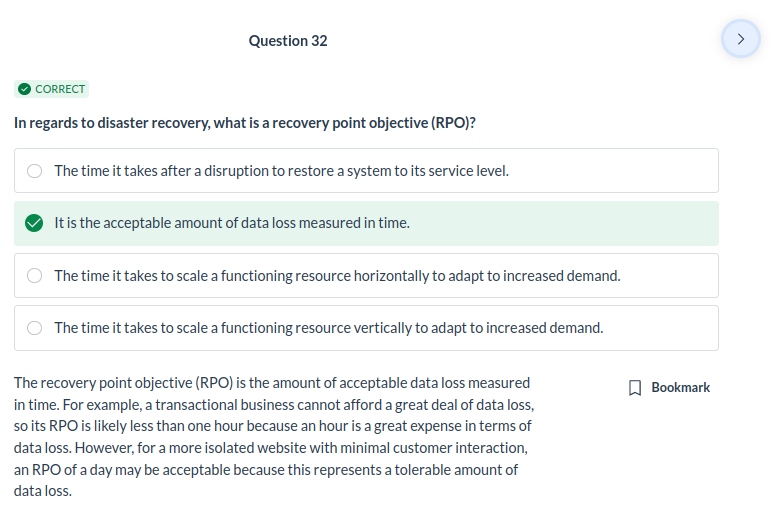 Question 32
CORRECT
In regards to disaster recovery, what is a recovery point objective (RPO)?
The time it takes after a disruption to restore a system to its service level.
It is the acceptable amount of data loss measured in time.
The time it takes to scale a functioning resource horizontally to adapt to increased demand.
The time it takes to scale a functioning resource vertically to adapt to increased demand.
The recovery point objective (RPO) is the amount of acceptable data loss measured
in time. For example, a transactional business cannot afford a great deal of data loss,
so its RPO is likely less than one hour because an hour is a great expense in terms of
data loss. However, for a more isolated website with minimal customer interaction,
an RPO of a day may be acceptable because this represents a tolerable amount of
data loss.
Bookmark